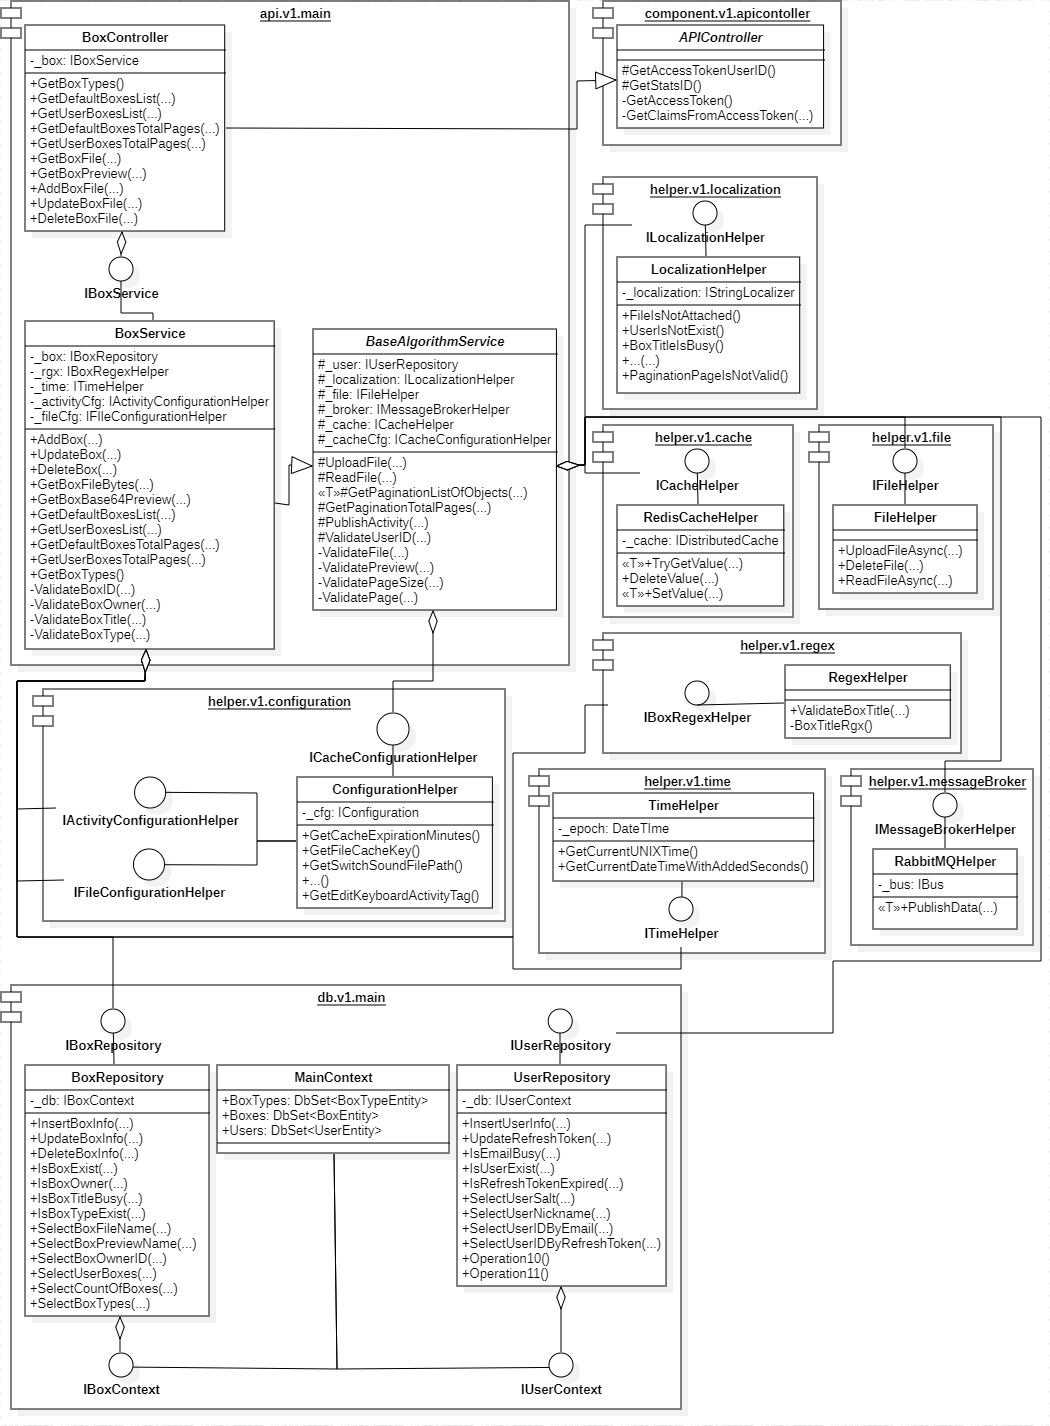 api.v1.main
BoxController
-_box: IBoxService
+GetBoxTypes()
+GetDefaultBoxesList(...)
+GetUserBoxesList(...)
+GetDefaultBoxesTotalPages(...)
+GetUserBoxesTotalPages(...)
+GetBoxFile(...)
+GetBoxPreview(...)
+AddBoxFile(...)
+UpdateBoxFile(...)
+DeleteBoxFile(...)
IBoxService
BoxService
-_box: IBoxRepository
-_rgx: IBoxRegexHelper
-_time: ITimeHelper
-_activityCfg: IActivityConfigurationHelper
-_fileCfg: IFIleConfigurationHelper
+AddBox(...)
+UpdateBox(...)
+DeleteBox(...)
+GetBoxFileBytes(...)
+GetBoxBase64Preview(...)
+GetDefaultBoxesList(...)
+GetUserBoxesList(...)
+GetDefaultBoxesTotalPages(...)
+GetUserBoxesTotalPages(...)
+GetBoxTypes()
-ValidateBoxID(...)
-ValidateBoxOwner(...)
-ValidateBoxTitle(...)
-ValidateBoxType(...)
BaseAlgorithmService
#_user: IUserRepository
#_localization: ILocalizationHelper
#_file: IFileHelper
#_broker: IMessageBrokerHelper
#_cache: ICacheHelper
#_cacheCfg: ICacheConfigurationHelper
#UploadFile(...)
#ReadFile(...)
«T»#GetPaginationListOfObjects(...)
#GetPaginationTotalPages(...)
#PublishActivity(...)
#ValidateUserID(...)
-ValidateFile(...)
-ValidatePreview(...)
-ValidatePageSize(...)
-ValidatePage(...)
component.v1.apicontoller
APIController
#GetAccessTokenUserID()
#GetStatsID()
-GetAccessToken()
-GetClaimsFromAccessToken(...)
helper.v1.localization
ILocalizationHelper
LocalizationHelper
-_localization: IStringLocalizer
+FileIsNotAttached()
+UserIsNotExist()
+BoxTitleIsBusy()
+...(...)
+PaginationPageIsNotValid()
helper.v1.cache
ICacheHelper
RedisCacheHelper
-_cache: IDistributedCache
«T»+TryGetValue(...)
+DeleteValue(...)
«T»+SetValue(...)
helper.v1.file
IFileHelper
FileHelper
+UploadFileAsync(...)
+DeleteFile(...)
+ReadFileAsync(...)
helper.v1.regex
IBoxRegexHelper
RegexHelper
+ValidateBoxTitle(...)
-BoxTitleRgx()
helper.v1.configuration
ICacheConfigurationHelper
IActivityConfigurationHelper
IFileConfigurationHelper
ConfigurationHelper
-_cfg: IConfiguration
+GetCacheExpirationMinutes()
+GetFileCacheKey()
+GetSwitchSoundFilePath()
+...()
+GetEditKeyboardActivityTag()
helper.v1.time
TimeHelper
-_epoch: DateTIme
+GetCurrentUNIXTime()
+GetCurrentDateTimeWithAddedSeconds()
ITimeHelper
helper.v1.messageBroker
IMessageBrokerHelper
RabbitMQHelper
-_bus: IBus
«T»+PublishData(...)
db.v1.main
IBoxRepository
BoxRepository
-_db: IBoxContext
+InsertBoxInfo(...)
+UpdateBoxInfo(...)
+DeleteBoxInfo(...)
+IsBoxExist(...)
+IsBoxOwner(...)
+IsBoxTitleBusy(...)
+IsBoxTypeExist(...)
+SelectBoxFileName(...)
+SelectBoxPreviewName(...)
+SelectBoxOwnerID(...)
+SelectUserBoxes(...)
+SelectCountOfBoxes(...)
+SelectBoxTypes(...)
IBoxContext
MainContext
+BoxTypes: DbSet<BoxTypeEntity>
+Boxes: DbSet<BoxEntity>
+Users: DbSet<UserEntity>
IUserRepository
UserRepository
-_db: IUserContext
+InsertUserInfo(...)
+UpdateRefreshToken(...)
+IsEmailBusy(...)
+IsUserExist(...)
+IsRefreshTokenExpired(...)
+SelectUserSalt(...)
+SelectUserNickname(...)
+SelectUserIDByEmail(...)
+SelectUserIDByRefreshToken(...)
+Operation10()
+Operation11()
IUserContext